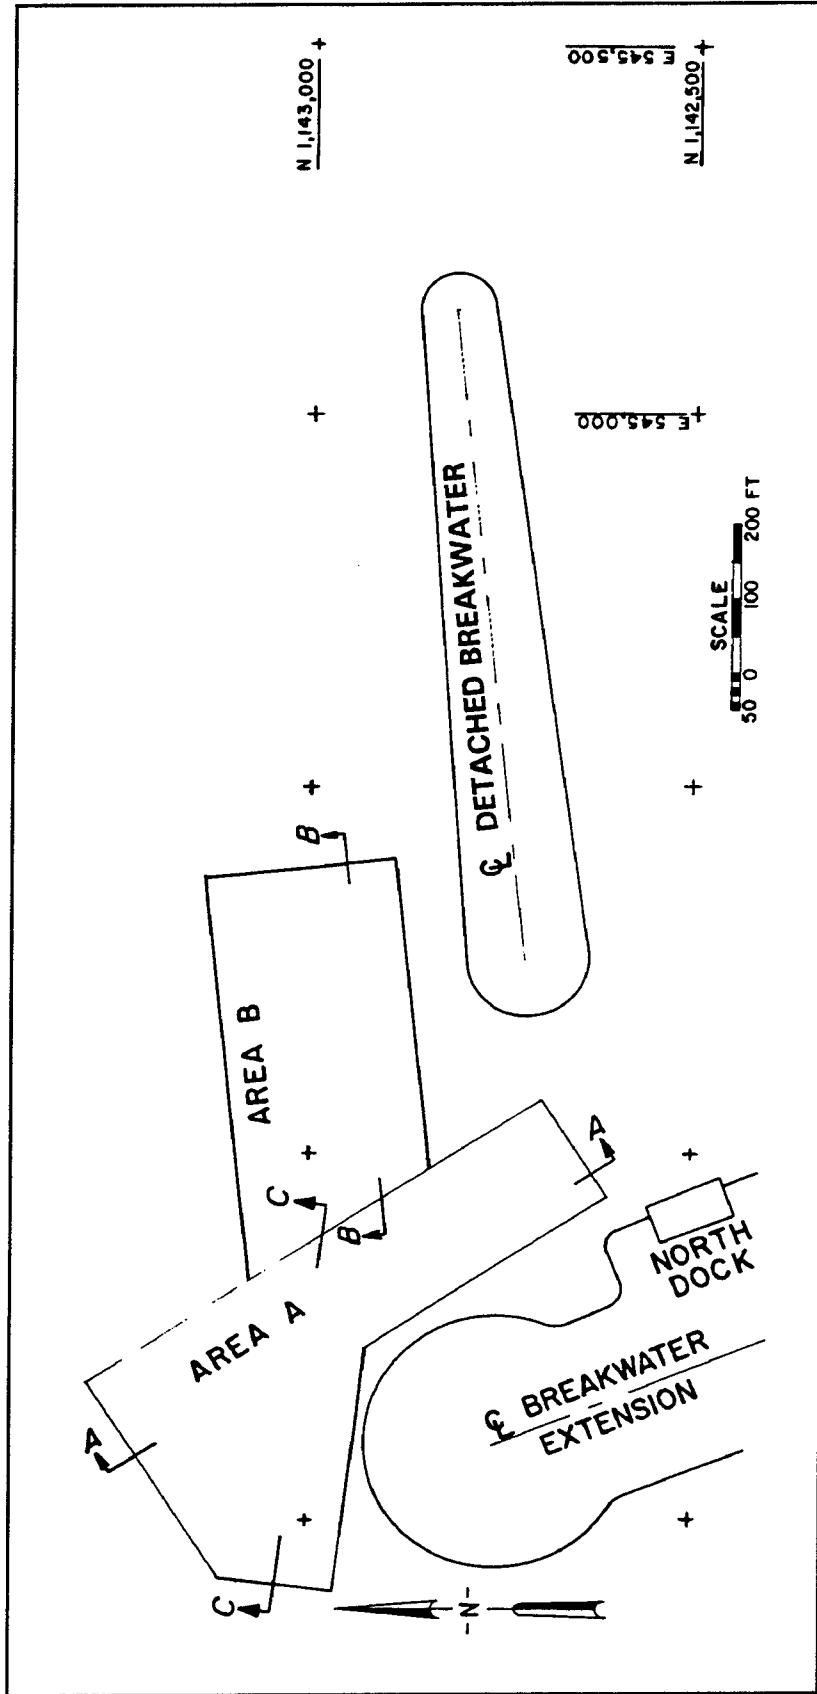 N 1,143,000
E 545,500
N 1,142,500
E 545,000
DETACHED BREAKWATER
SCALE
50 0 100 200 FT
B
AREA B
A
C
B
AREA A
NORTH
DOCK
A
℄ BREAKWATER
EXTENSION
C
-N-
℄